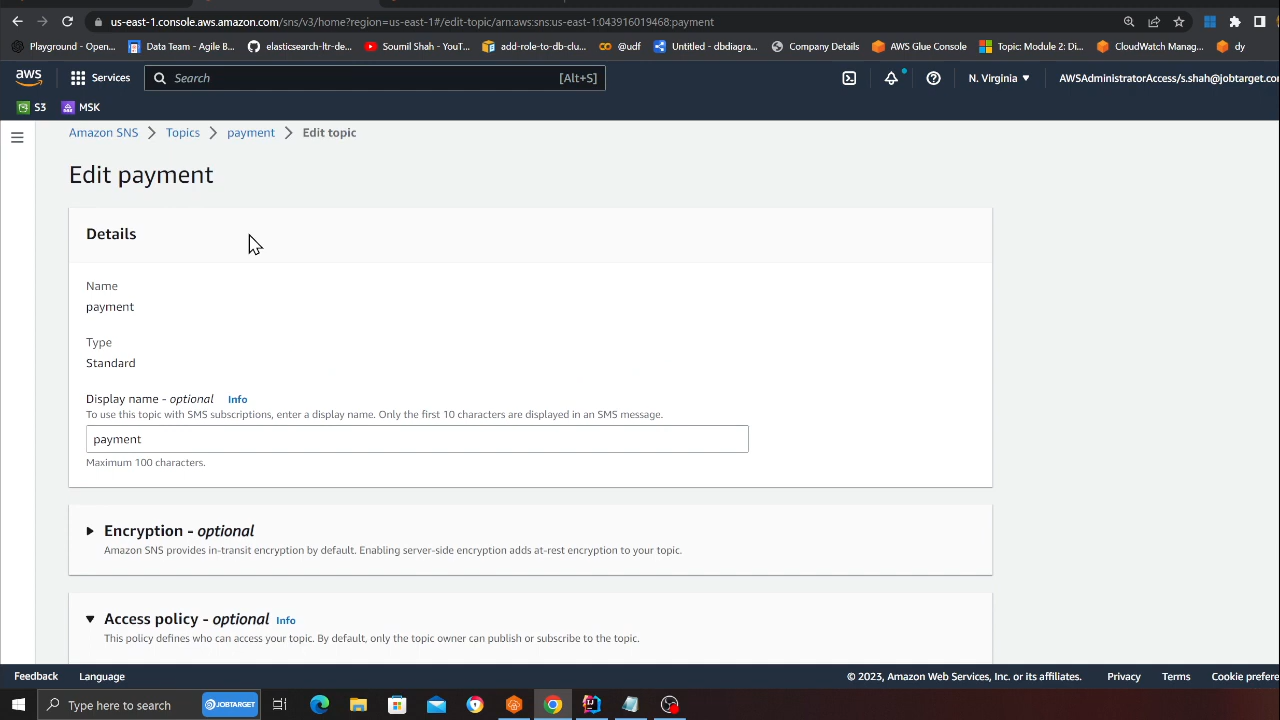 us-east-1.console.aws.amazon.com/sns/v3/home?region=us-east-1#/edit-topic/arn:aws:sns:us-east-1:043916019468:payment
Playground - Open... Data Team - Agile B... elasticsearch-ltr-de... Soumil Shah - YouT... add-role-to-db-clu... @udf Untitled - dbdiagra... Company Details AWS Glue Console Topic: Module 2: Di... CloudWatch Manag... dy
aws Services Search [Alt+S] N. Virginia AWSAdministratorAccess/s.shah@jobtarget.co
S3 MSK
Amazon SNS Topics payment Edit topic
Edit payment
Details
Name
payment
Type
Standard
Display name - optional Info
To use this topic with SMS subscriptions, enter a display name. Only the first 10 characters are displayed in an SMS message.
payment
Maximum 100 characters.
Encryption - optional
Amazon SNS provides in-transit encryption by default. Enabling server-side encryption adds at-rest encryption to your topic.
Access policy - optional Info
This policy defines who can access your topic. By default, only the topic owner can publish or subscribe to the topic.
Feedback Language © 2023, Amazon Web Services, Inc. or its affiliates. Privacy Terms Cookie prefere
Type here to search JOBTARGET